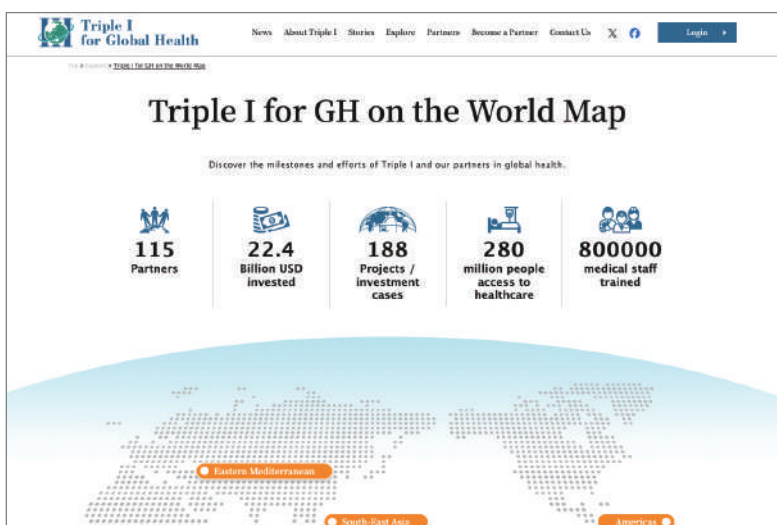 Triple I
for Global Health
News About Triple I Stories Explore Partners Become a Partner Contact Us
Login
Triple I for GH on the World Map
Triple I for GH on the World Map
Discover the milestones and efforts of Triple I and our partners in global health.
115
Partners
22.4
Billion USD
invested
188
Projects /
investment
cases
280
million people
access to
healthcare
800000
medical staff
trained
Eastern Mediterranean
South-East Asia
Americas